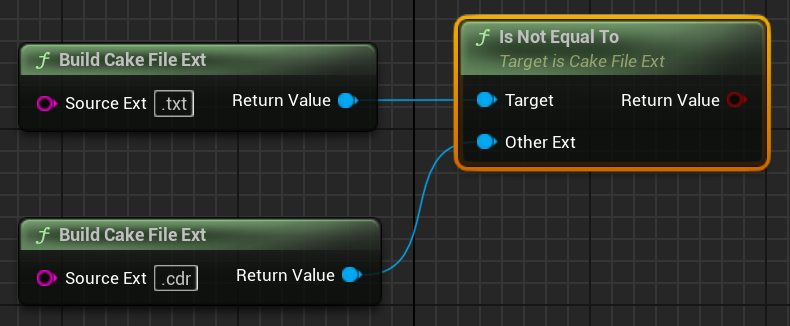 Build Cake File Ext
Source Ext .txt Return Value
Is Not Equal To
Target is Cake File Ext
Target Return Value
Other Ext
Build Cake File Ext
Source Ext .cdr Return Value